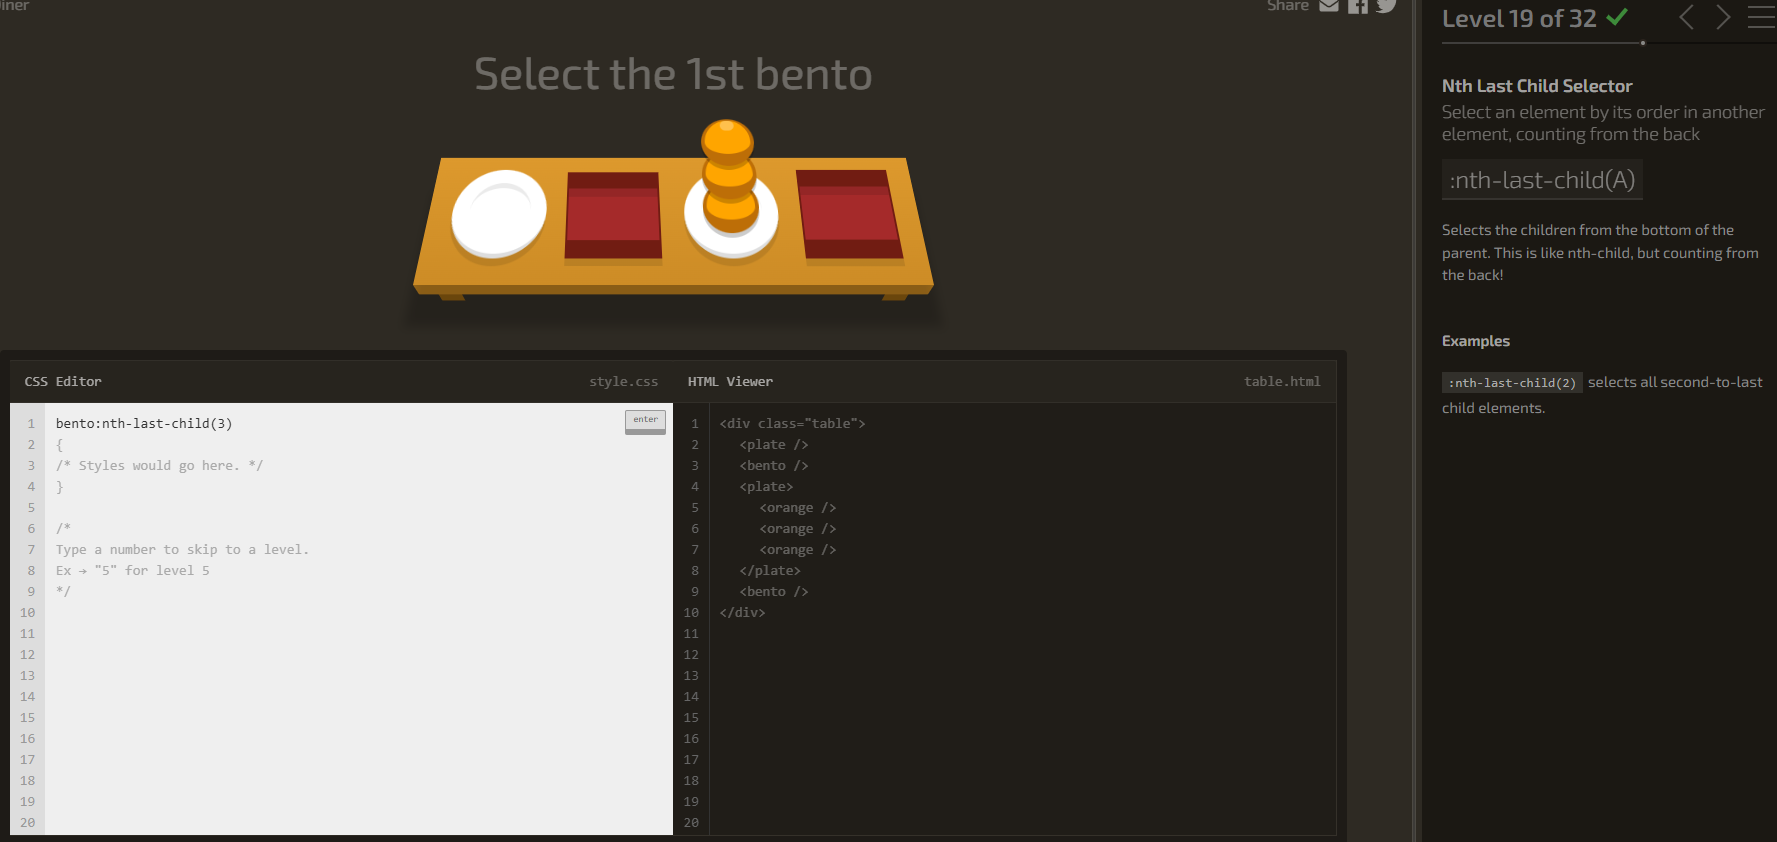 Share
Level 19 of 32
Select the 1st bento
Nth Last Child Selector
Select an element by its order in another
element, counting from the back
:nth-last-child(A)
Selects the children from the bottom of the
parent. This is like nth-child, but counting from
the back!
Examples
:nth-last-child(2) selects all second-to-last
child elements.
CSS Editor
style.css
HTML Viewer
table.html
enter
1 bento:nth-last-child(3)
2 {
3 /* Styles would go here. */
4 }
5
6 /*
7 Type a number to skip to a level.
8 Ex → "5" for level 5
9 */
10
11
12
13
14
15
16
17
18
19
20
1 <div class="table">
2 <plate />
3 <bento />
4 <plate>
5 <orange />
6 <orange />
7 <orange />
8 </plate>
9 <bento />
10 </div>
11
12
13
14
15
16
17
18
19
20